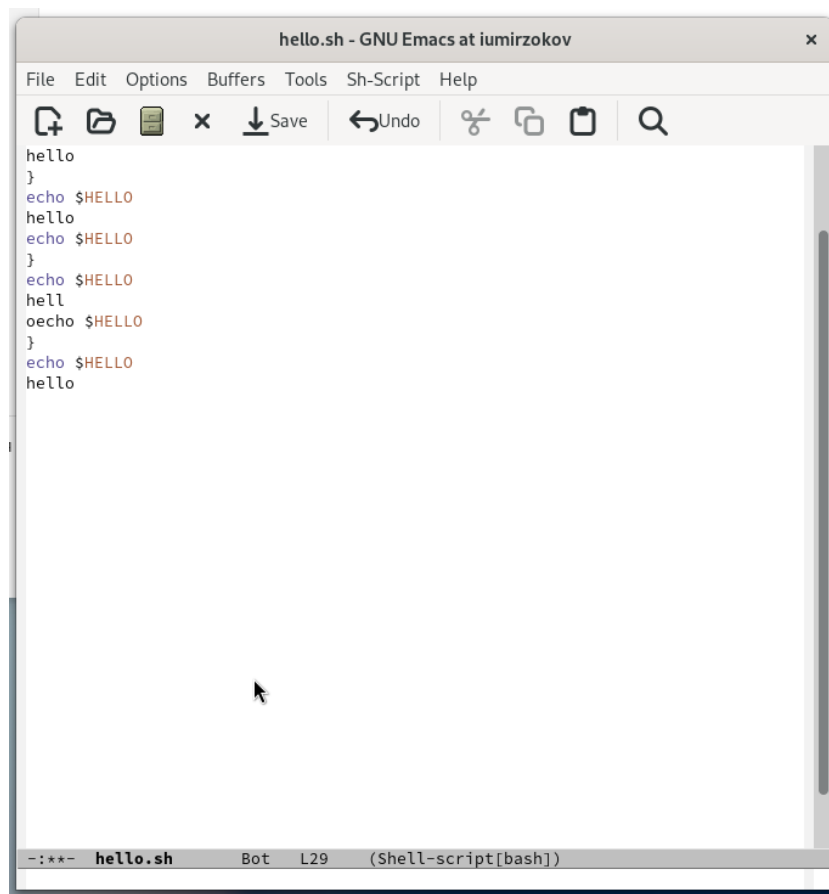 hello.sh - GNU Emacs at iumirzokov ×
File Edit Options Buffers Tools Sh-Script Help
Save Undo
hello
}
echo $HELLO
hello
echo $HELLO
}
echo $HELLO
hell
oecho $HELLO
}
echo $HELLO
hello
-:**- hello.sh Bot L29 (Shell-script[bash])